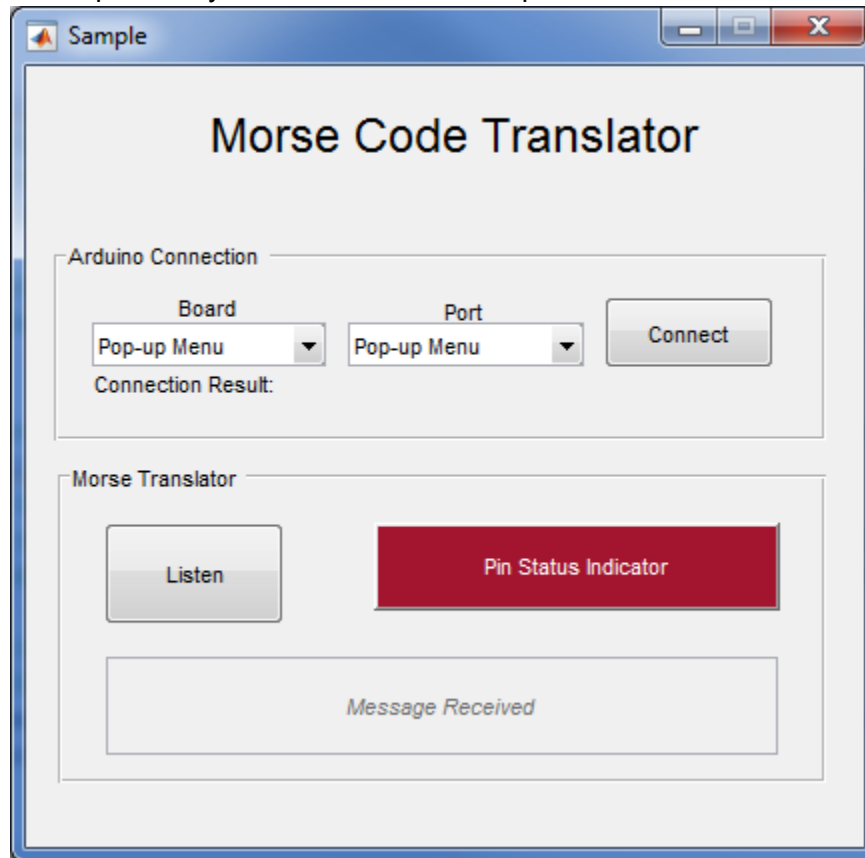 Sample
Morse Code Translator
Arduino Connection
Board Port
Pop-up Menu Pop-up Menu Connect
Connection Result:
Morse Translator
Listen Pin Status Indicator
Message Received